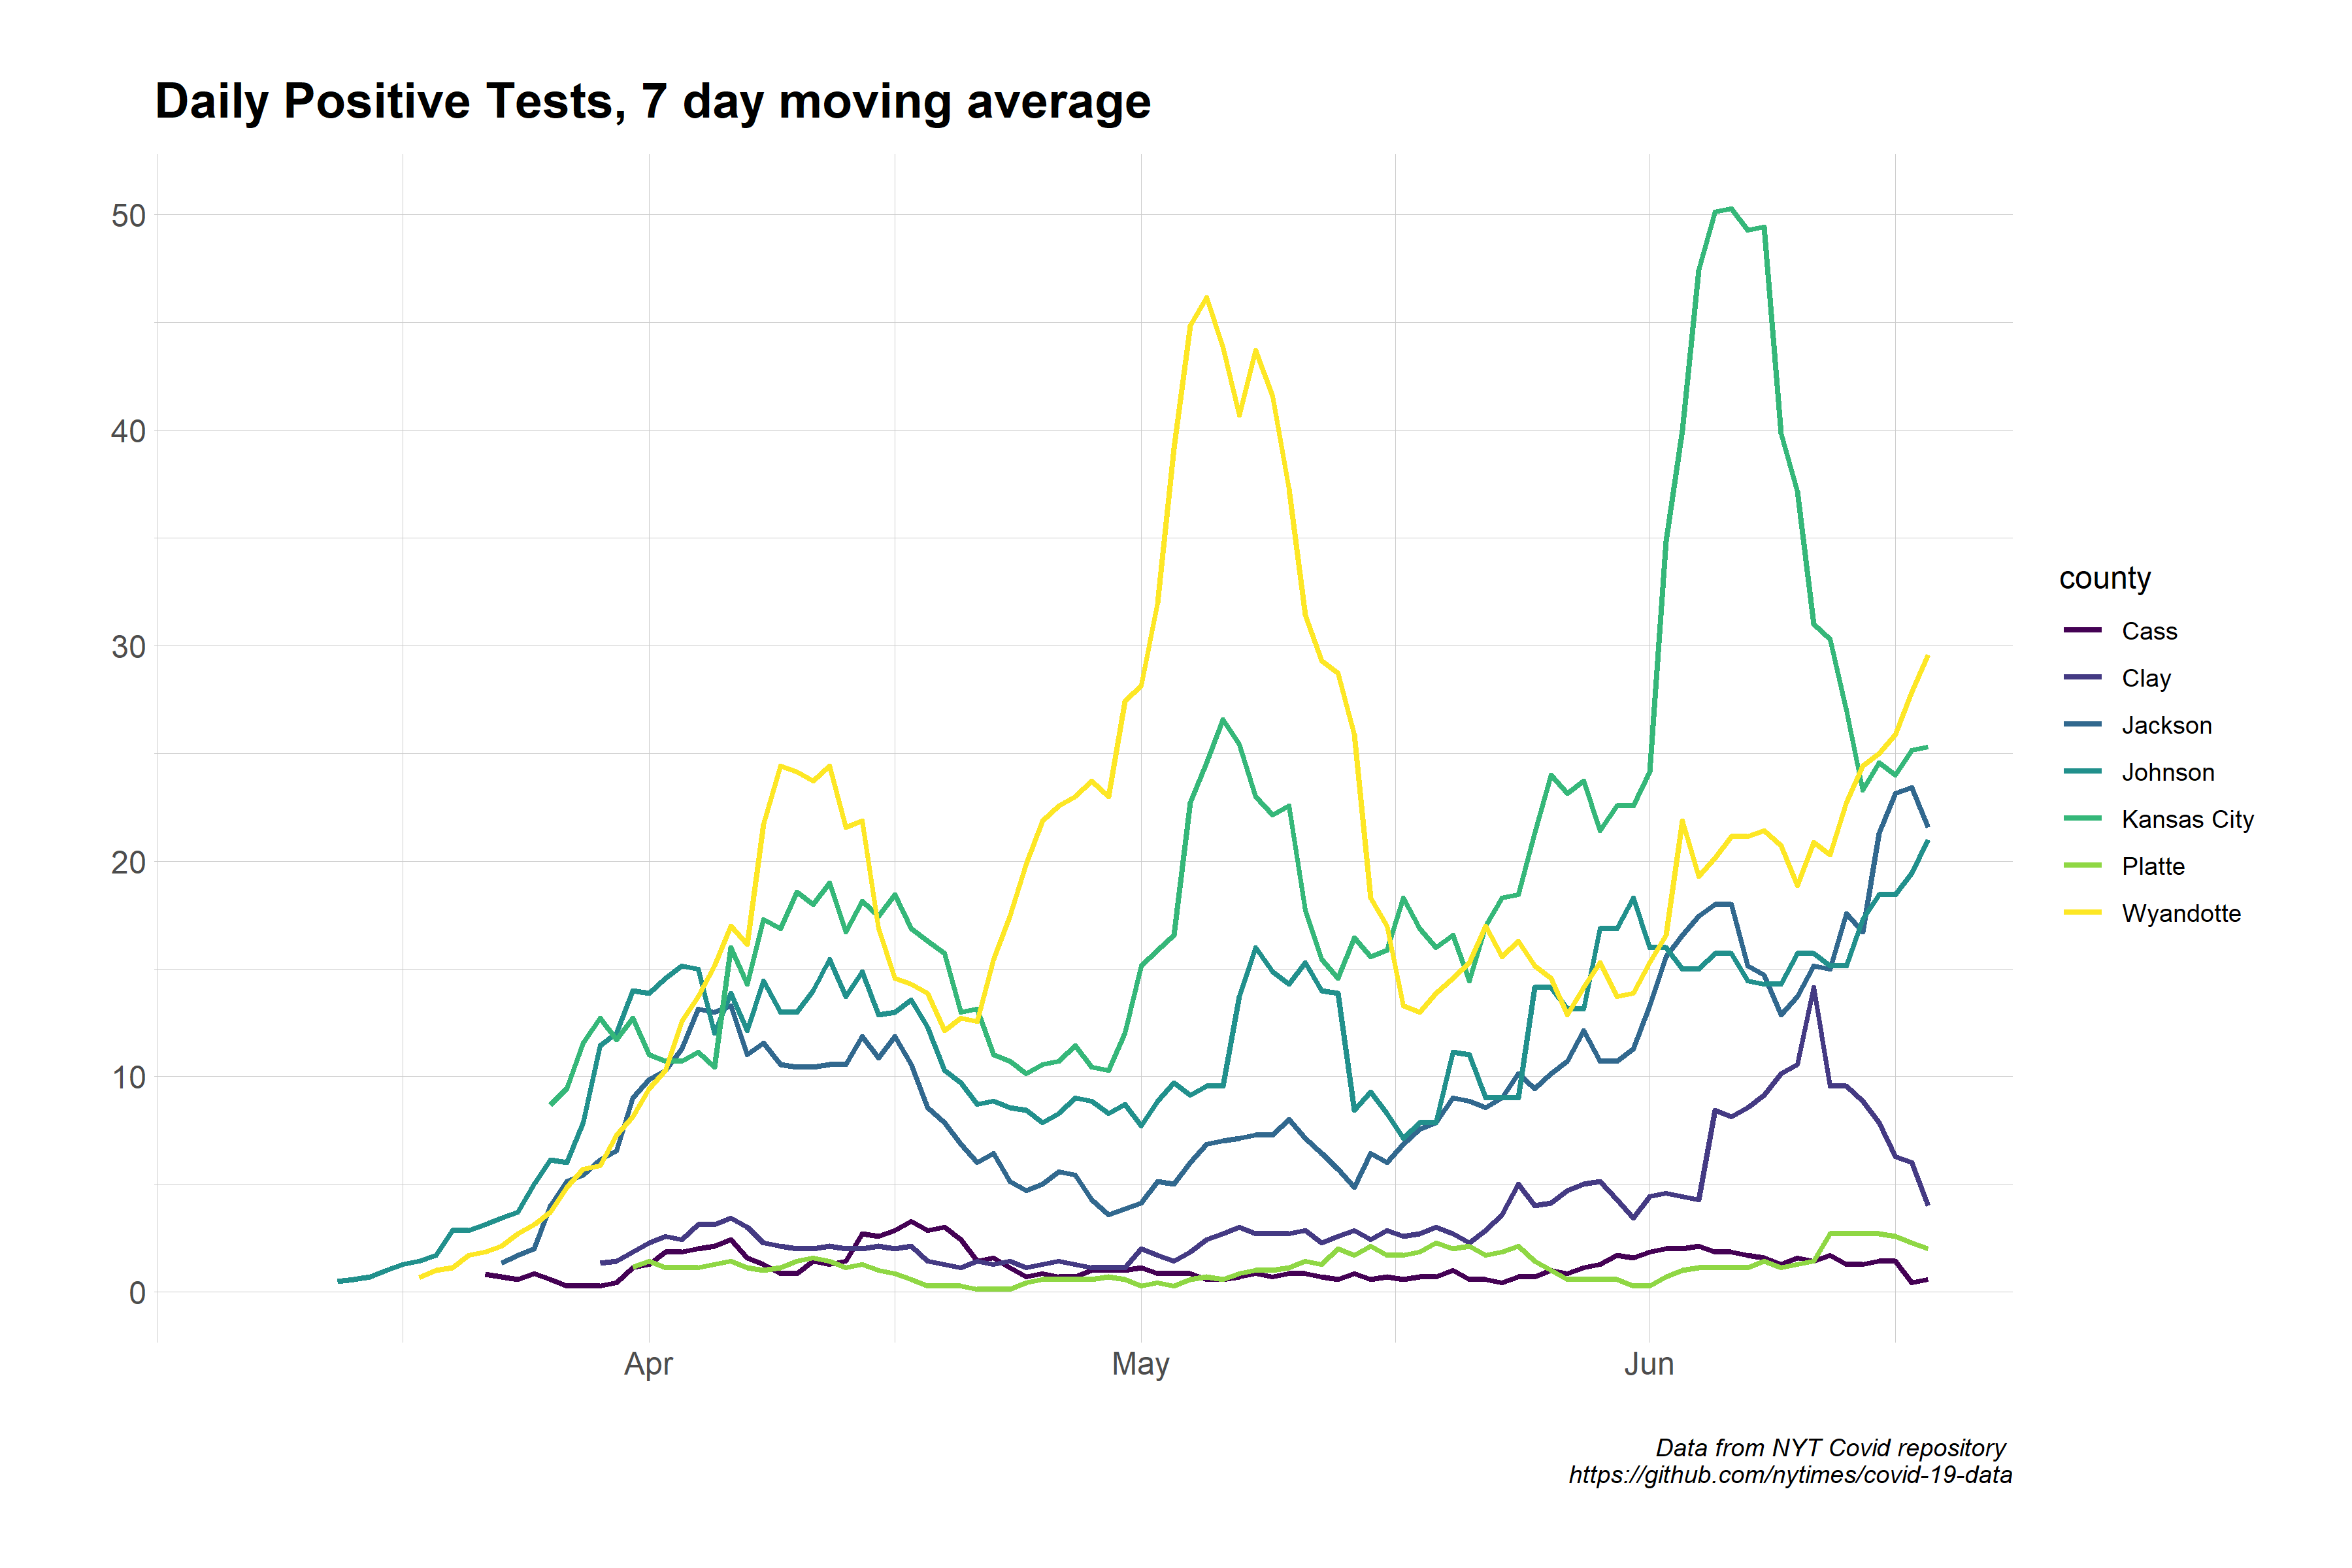 Daily Positive Tests, 7 day moving average
50
40
30
20
10
0
Apr May Jun
county
Cass
Clay
Jackson
Johnson
Kansas City
Platte
Wyandotte
Data from NYT Covid repository
https://github.com/nytimes/covid-19-data